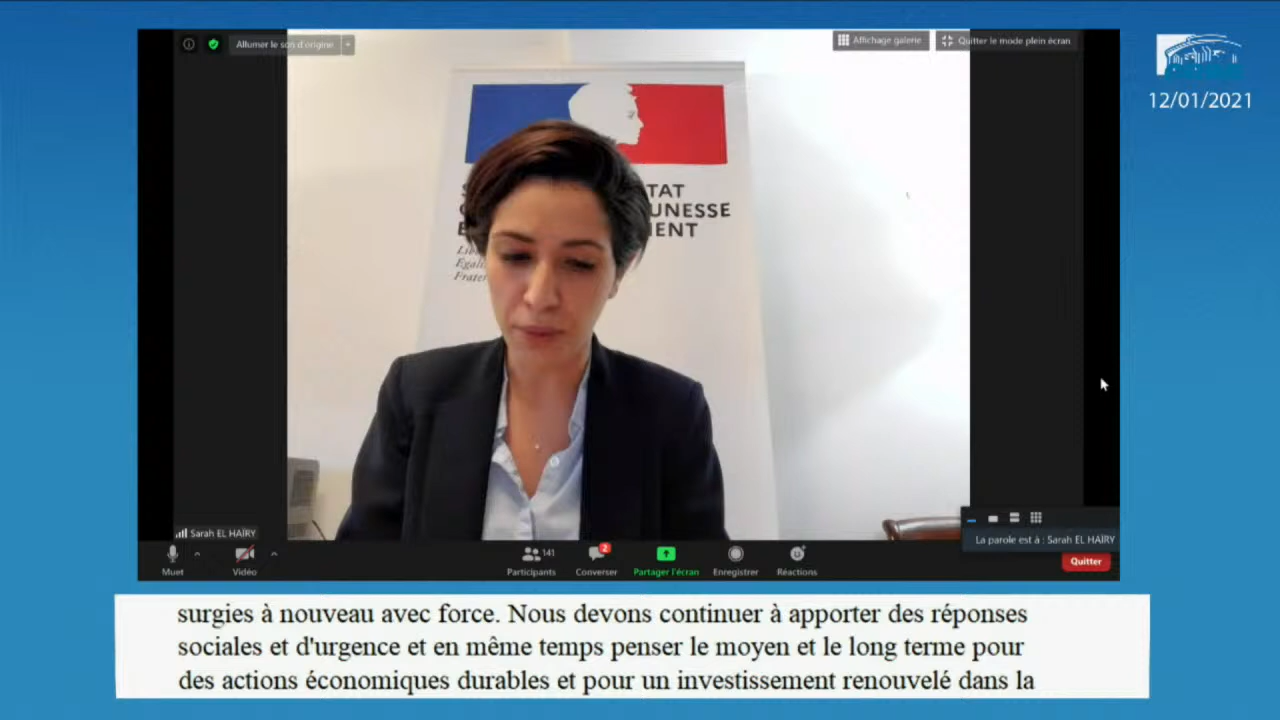 Allumer le son d'origine
Affichage galerie
Quitter le mode plein écran
12/01/2021
TAT
UNESSE
Sarah EL HAÏRY
La parole est à : Sarah EL HAÏRY
Muet
Vidéo
141
Participants
2
Converser
Partager l'écran
Enregistrer
Réactions
Quitter
surgies à nouveau avec force. Nous devons continuer à apporter des réponses
sociales et d'urgence et en même temps penser le moyen et le long terme pour
des actions économiques durables et pour un investissement renouvelé dans la